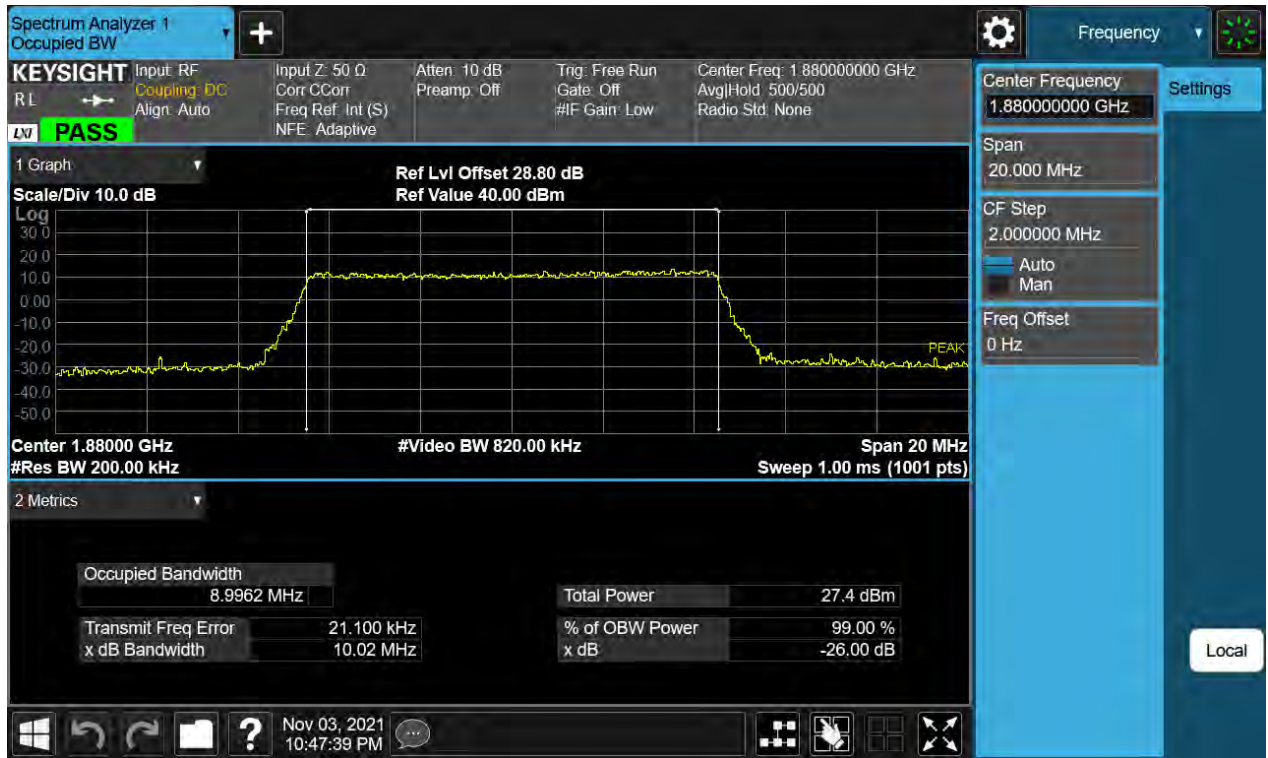 Spectrum Analyzer 1
Occupied BW
+
Frequency
KEYSIGHT
RL
LXI
PASS
Input: RF
Coupling: DC
Align: Auto
Input Z: 50 Ω
Corr CCorr
Freq Ref: Int (S)
NFE: Adaptive
Atten: 10 dB
Preamp: Off
Trig: Free Run
Gate: Off
#IF Gain: Low
Center Freq: 1.880000000 GHz
Avg|Hold: 500/500
Radio Std: None
Center Frequency
1.880000000 GHz
Settings
Span
20.000 MHz
CF Step
2.000000 MHz
Auto
Man
Freq Offset
0 Hz
1 Graph
Scale/Div 10.0 dB
Ref Lvl Offset 28.80 dB
Ref Value 40.00 dBm
Log
30.0
20.0
10.0
0.00
-10.0
-20.0
-30.0
-40.0
-50.0
PEAK
Center 1.88000 GHz
#Res BW 200.00 kHz
#Video BW 820.00 kHz
Span 20 MHz
Sweep 1.00 ms (1001 pts)
2 Metrics
Occupied Bandwidth
8.9962 MHz
Transmit Freq Error 21.100 kHz
x dB Bandwidth 10.02 MHz
Total Power 27.4 dBm
% of OBW Power 99.00 %
x dB -26.00 dB
Local
?
Nov 03, 2021
10:47:39 PM